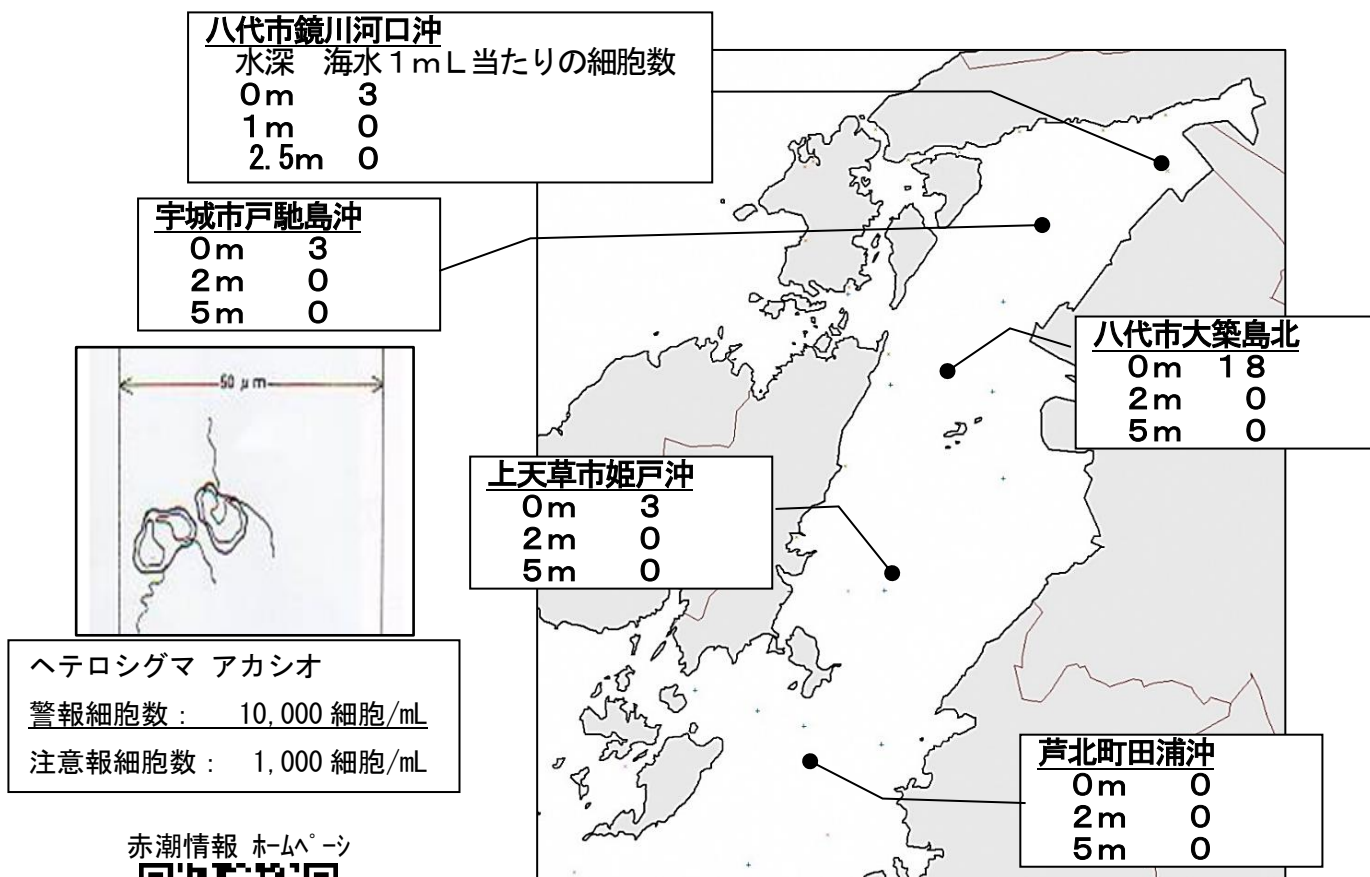 八代市鏡川河口沖
水深 海水1mL当たりの細胞数
0m 3
1m 0
2.5m 0
宇城市戸馳島沖
0m 3
2m 0
5m 0
50 μm
八代市大築島北
0m 18
2m 0
5m 0
上天草市姫戸沖
0m 3
2m 0
5m 0
ヘテロシグマ アカシオ
警報細胞数: 10,000 細胞/mL
注意報細胞数: 1,000 細胞/mL
芦北町田浦沖
0m 0
2m 0
5m 0
赤潮情報 ホームページ